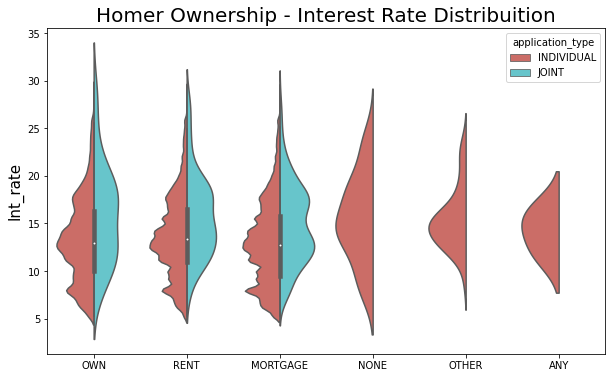 Homer Ownership - Interest Rate Distribuition
application_type
INDIVIDUAL
JOINT
Int_rate
35
30
25
20
15
10
5
OWN RENT MORTGAGE NONE OTHER ANY